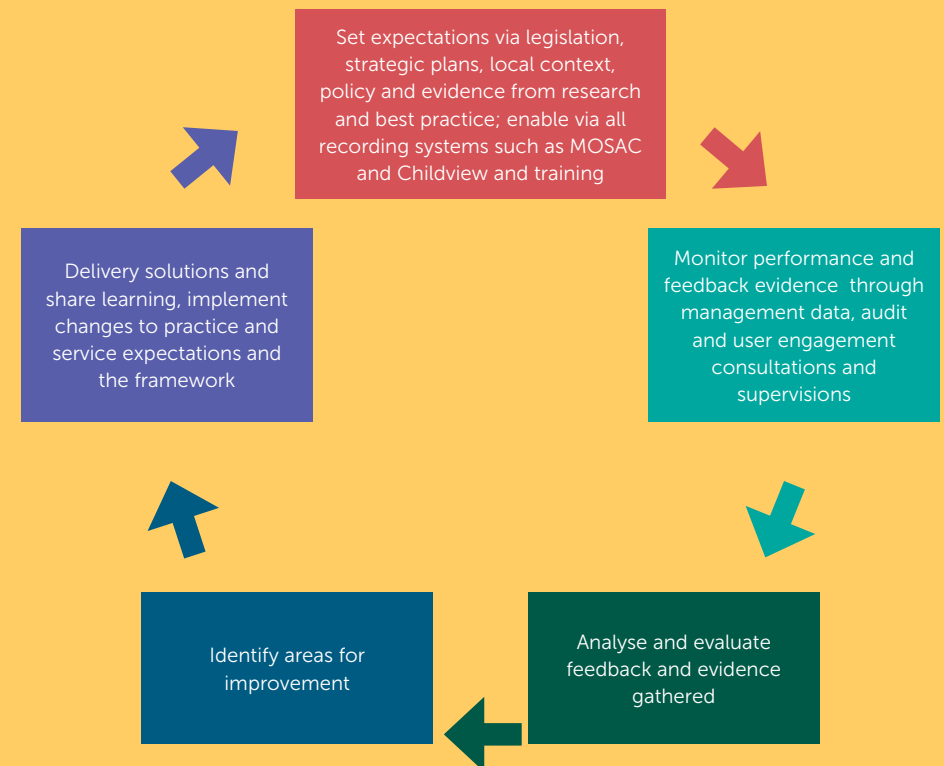 Set expectations via legislation,
strategic plans, local context,
policy and evidence from research
and best practice; enable via all
recording systems such as MOSAC
and Childview and training
Monitor performance and
feedback evidence through
management data, audit
and user engagement
consultations and
supervisions
Analyse and evaluate
feedback and evidence
gathered
Identify areas for
improvement
Delivery solutions and
share learning, implement
changes to practice and
service expectations and
the framework